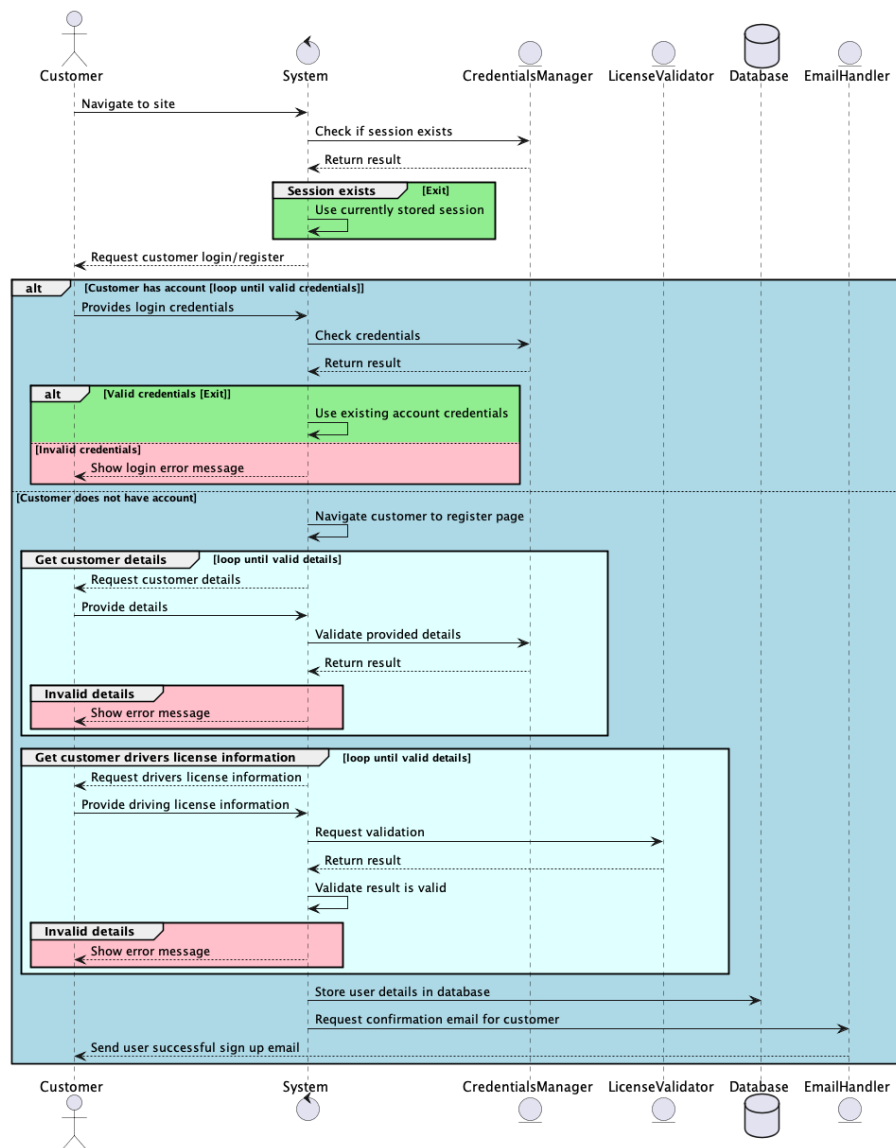 Customer System CredentialsManager LicenseValidator Database EmailHandler
Navigate to site
Check if session exists
Return result
Session exists [Exit]
Use currently stored session
Request customer login/register
alt [Customer has account [loop until valid credentials]]
Provides login credentials
Check credentials
Return result
alt [Valid credentials [Exit]]
Use existing account credentials
[Invalid credentials]
Show login error message
[Customer does not have account]
Navigate customer to register page
Get customer details [loop until valid details]
Request customer details
Provide details
Validate provided details
Return result
Invalid details
Show error message
Get customer drivers license information [loop until valid details]
Request drivers license information
Provide driving license information
Request validation
Return result
Validate result is valid
Invalid details
Show error message
Store user details in database
Request confirmation email for customer
Send user successful sign up email
Customer System CredentialsManager LicenseValidator Database EmailHandler